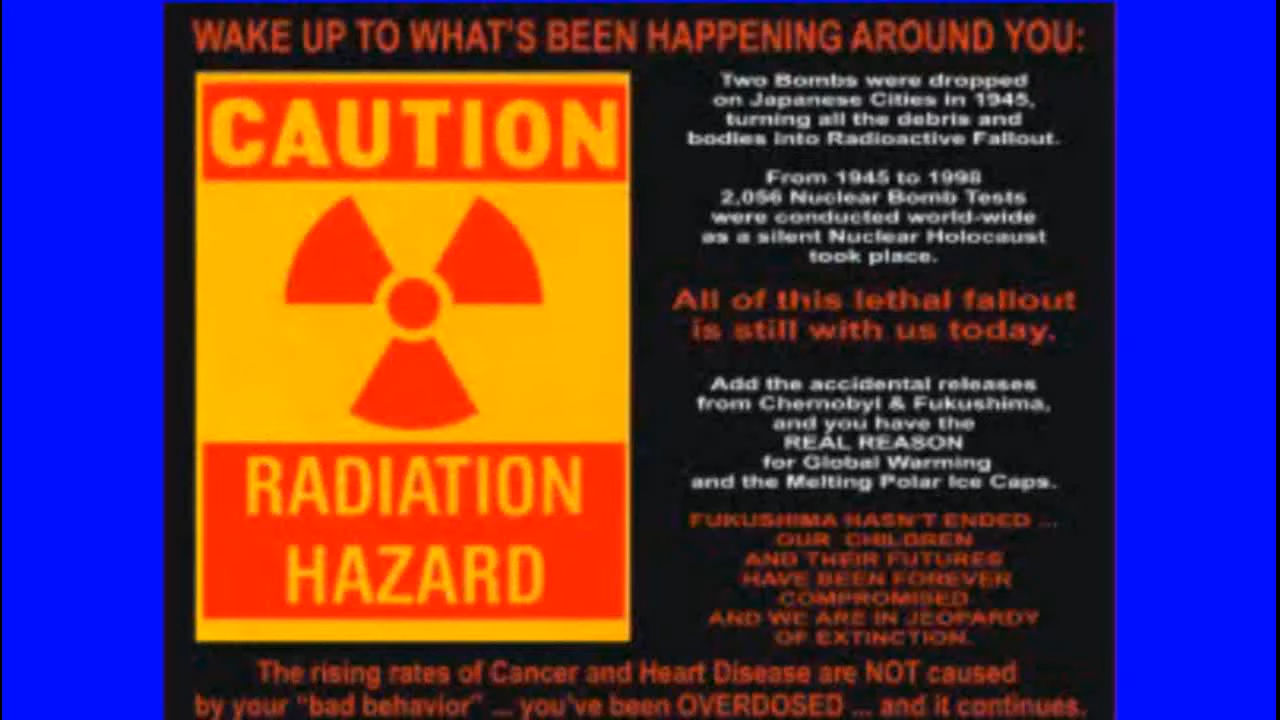 WAKE UP TO WHAT'S BEEN HAPPENING AROUND YOU:
CAUTION
RADIATION
HAZARD
Two Bombs were dropped
on Japanese Cities in 1945,
turning all the debris and
bodies into Radioactive Fallout.
From 1945 to 1998
2,056 Nuclear Bomb Tests
were conducted world-wide
as a silent Nuclear Holocaust
took place.
All of this lethal fallout
is still with us today.
Add the accidental releases
from Chernobyl & Fukushima,
and you have the
REAL REASON
for Global Warming
and the Melting Polar Ice Caps.
FUKUSHIMA HASN'T ENDED ...
OUR CHILDREN
AND THEIR FUTURES
HAVE BEEN FOREVER
COMPROMISED
AND WE ARE IN JEOPARDY
OF EXTINCTION.
The rising rates of Cancer and Heart Disease are NOT caused
by your "bad behavior" ... you've been OVERDOSED ... and it continues.